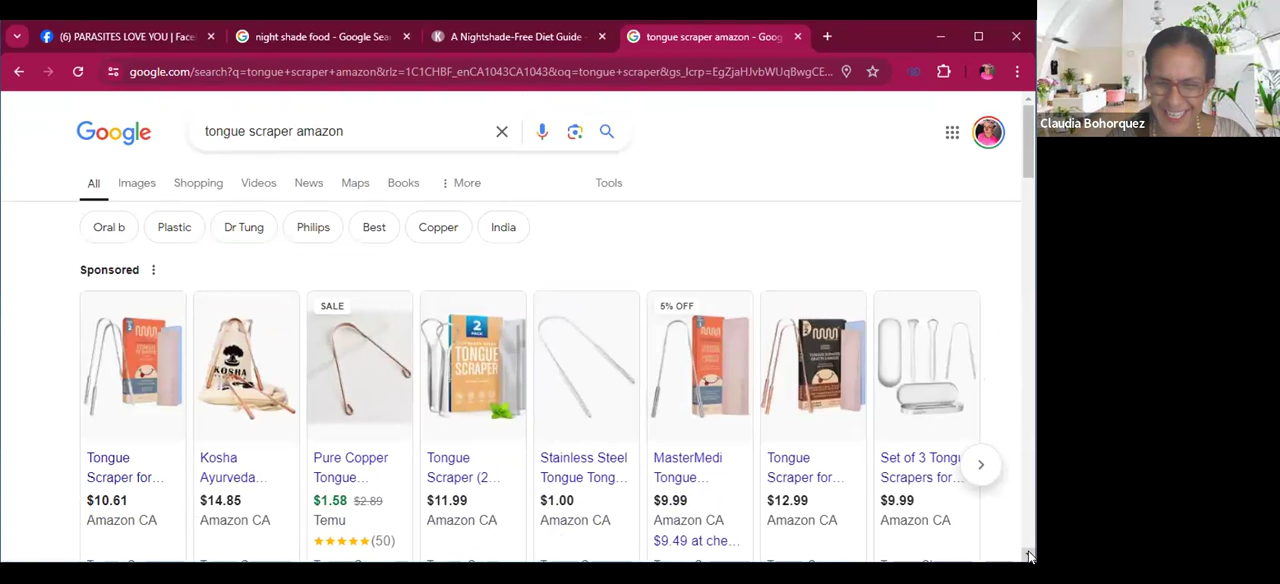 (6) PARASITES LOVE YOU | Face
night shade food - Google Sea
A Nightshade-Free Diet Guide -
tongue scraper amazon - Goog
google.com/search?q=tongue+scraper+amazon&rlz=1C1CHBF_enCA1043CA1043&oq=tongue+scraper&gs_lcrp=EgZjaHJvbWUqBwgCE...
Claudia Bohorquez
Google
tongue scraper amazon
All Images Shopping Videos News Maps Books More Tools
Oral b Plastic Dr Tung Philips Best Copper India
Sponsored
SALE
5% OFF
KOSHA
2
PACK
TONGUE
SCRAPER
Tongue
Scraper for...
$10.61
Amazon CA
Kosha
Ayurveda...
$14.85
Amazon CA
Pure Copper
Tongue...
$1.58 $2.89
Temu
(50)
Tongue
Scraper (2...
$11.99
Amazon CA
Stainless Steel
Tongue Tong...
$1.00
Amazon CA
MasterMedi
Tongue...
$9.99
Amazon CA
$9.49 at che...
Tongue
Scraper for...
$12.99
Amazon CA
Set of 3 Tong
Scrapers for...
$9.99
Amazon CA